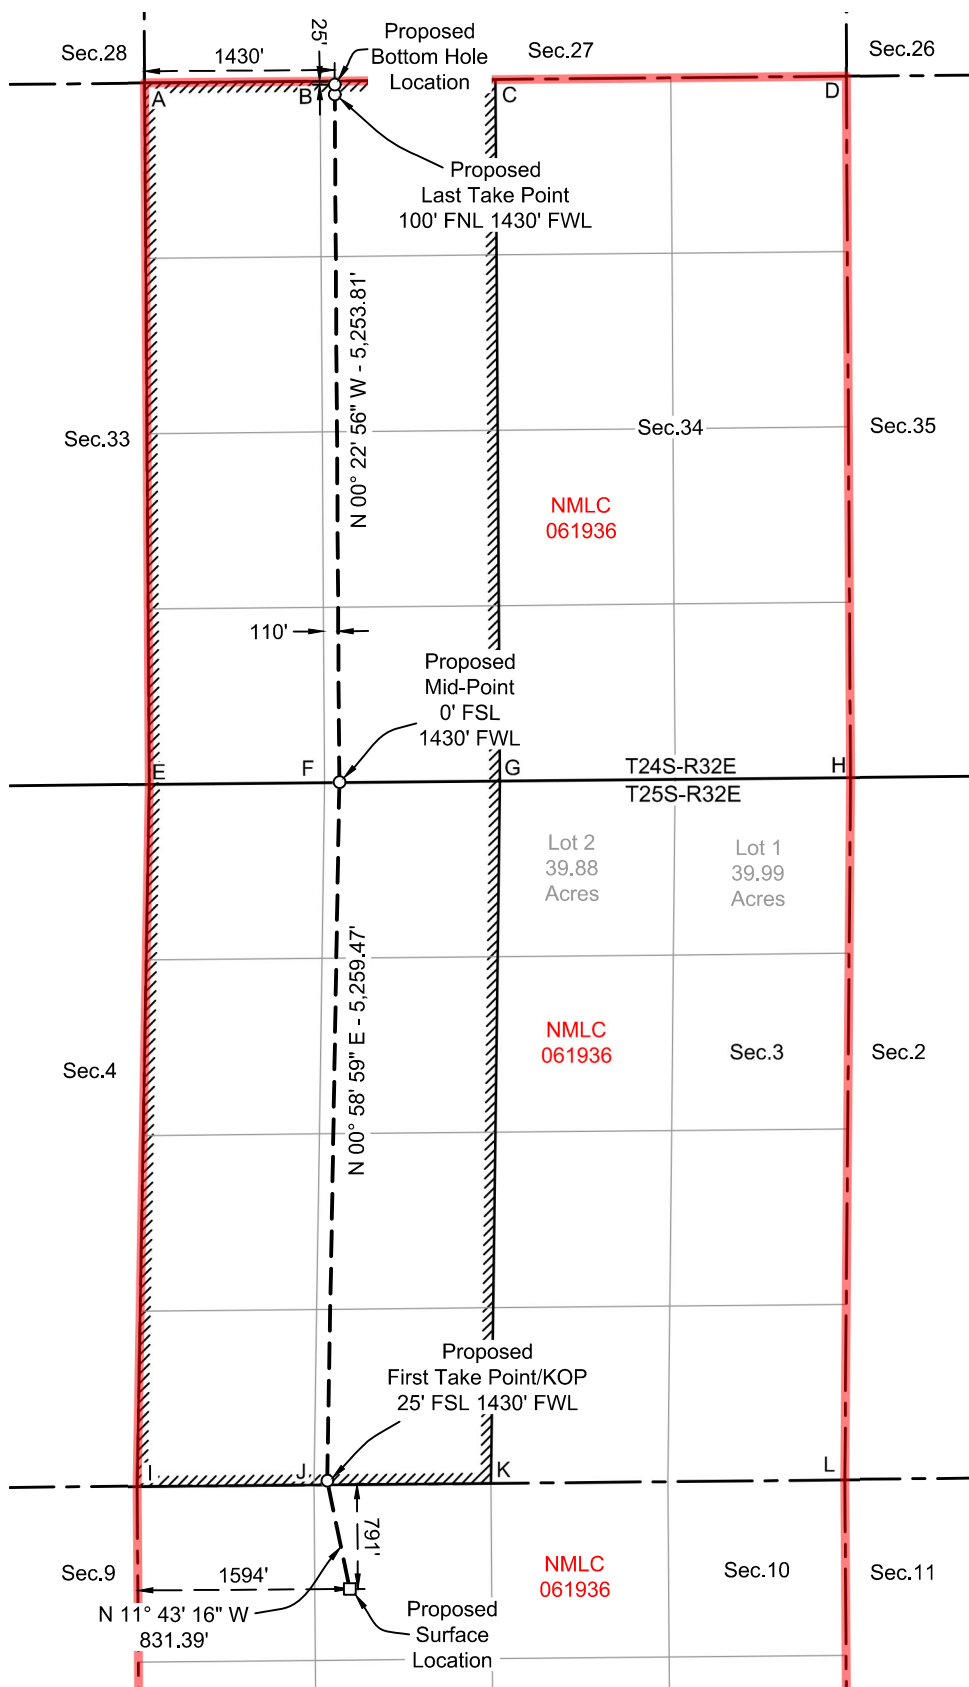 Sec.28
1430'
25'
Proposed
Bottom Hole
Location
Sec.27
Sec.26
A
B
C
D
Proposed
Last Take Point
100' FNL 1430' FWL
N 00° 22' 56" W - 5,253.81'
Sec.33
Sec.34
Sec.35
NMLC
061936
110'
Proposed
Mid-Point
0' FSL
1430' FWL
E
F
G
T24S-R32E
H
T25S-R32E
Lot 2
39.88
Acres
Lot 1
39.99
Acres
N 00° 58' 59" E - 5,259.47'
NMLC
061936
Sec.4
Sec.3
Sec.2
Proposed
First Take Point/KOP
25' FSL 1430' FWL
I
J
K
L
791'
Sec.9
1594'
NMLC
061936
Sec.10
Sec.11
N 11° 43' 16" W
831.39'
Proposed
Surface
Location